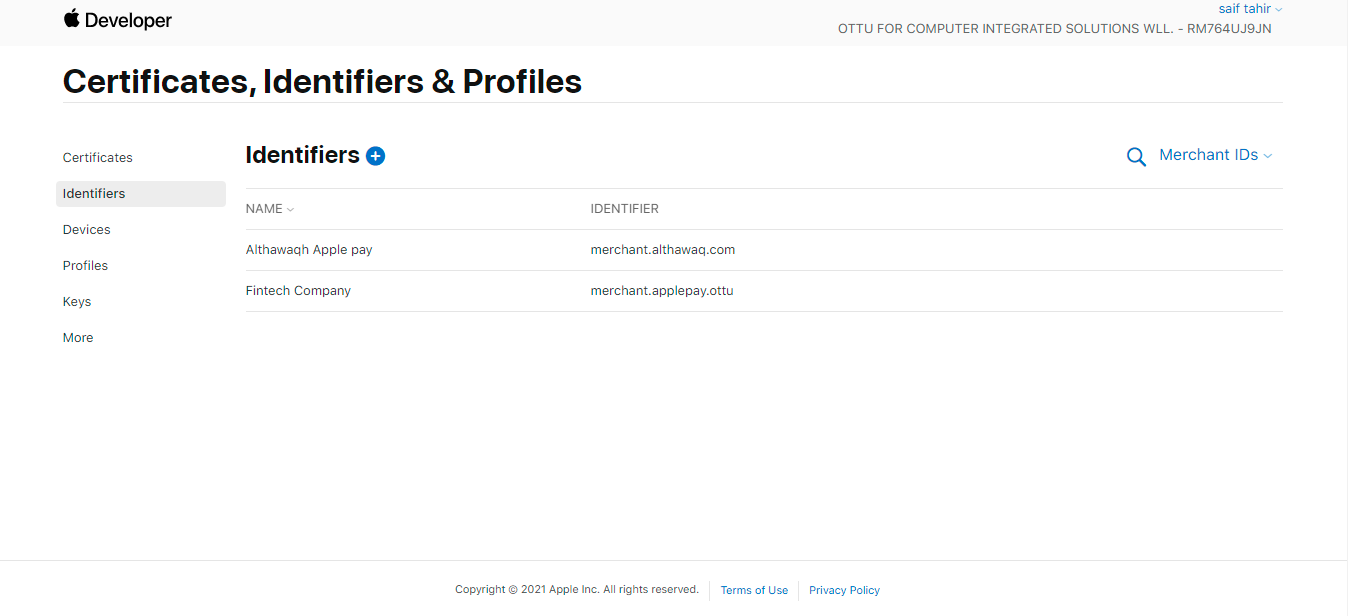 Developer
saif tahir
OTTU FOR COMPUTER INTEGRATED SOLUTIONS WLL. - RM764UJ9JN
Certificates, Identifiers & Profiles
Certificates
Identifiers
Devices
Profiles
Keys
More
Identifiers
Merchant IDs
NAME IDENTIFIER
Althawaqh Apple pay merchant.althawaq.com
Fintech Company merchant.applepay.ottu
Copyright © 2021 Apple Inc. All rights reserved. Terms of Use Privacy Policy